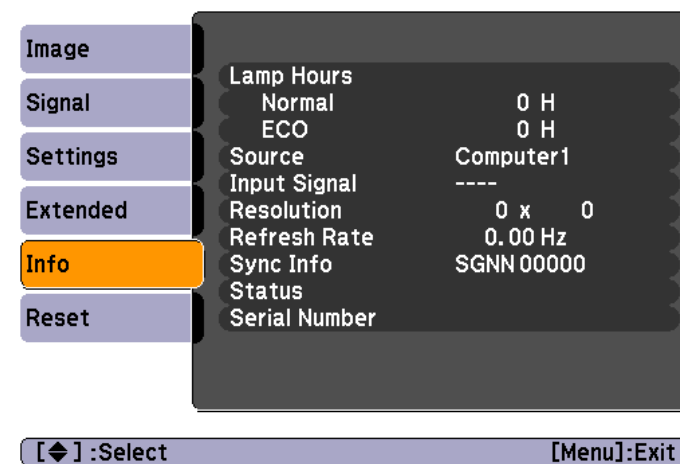 Image
Signal
Settings
Extended
Info
Reset
Lamp Hours
Normal 0 H
ECO 0 H
Source Computer1
Input Signal ----
Resolution 0 x 0
Refresh Rate 0.00 Hz
Sync Info SGNN 00000
Status
Serial Number
[◆] :Select [Menu]:Exit